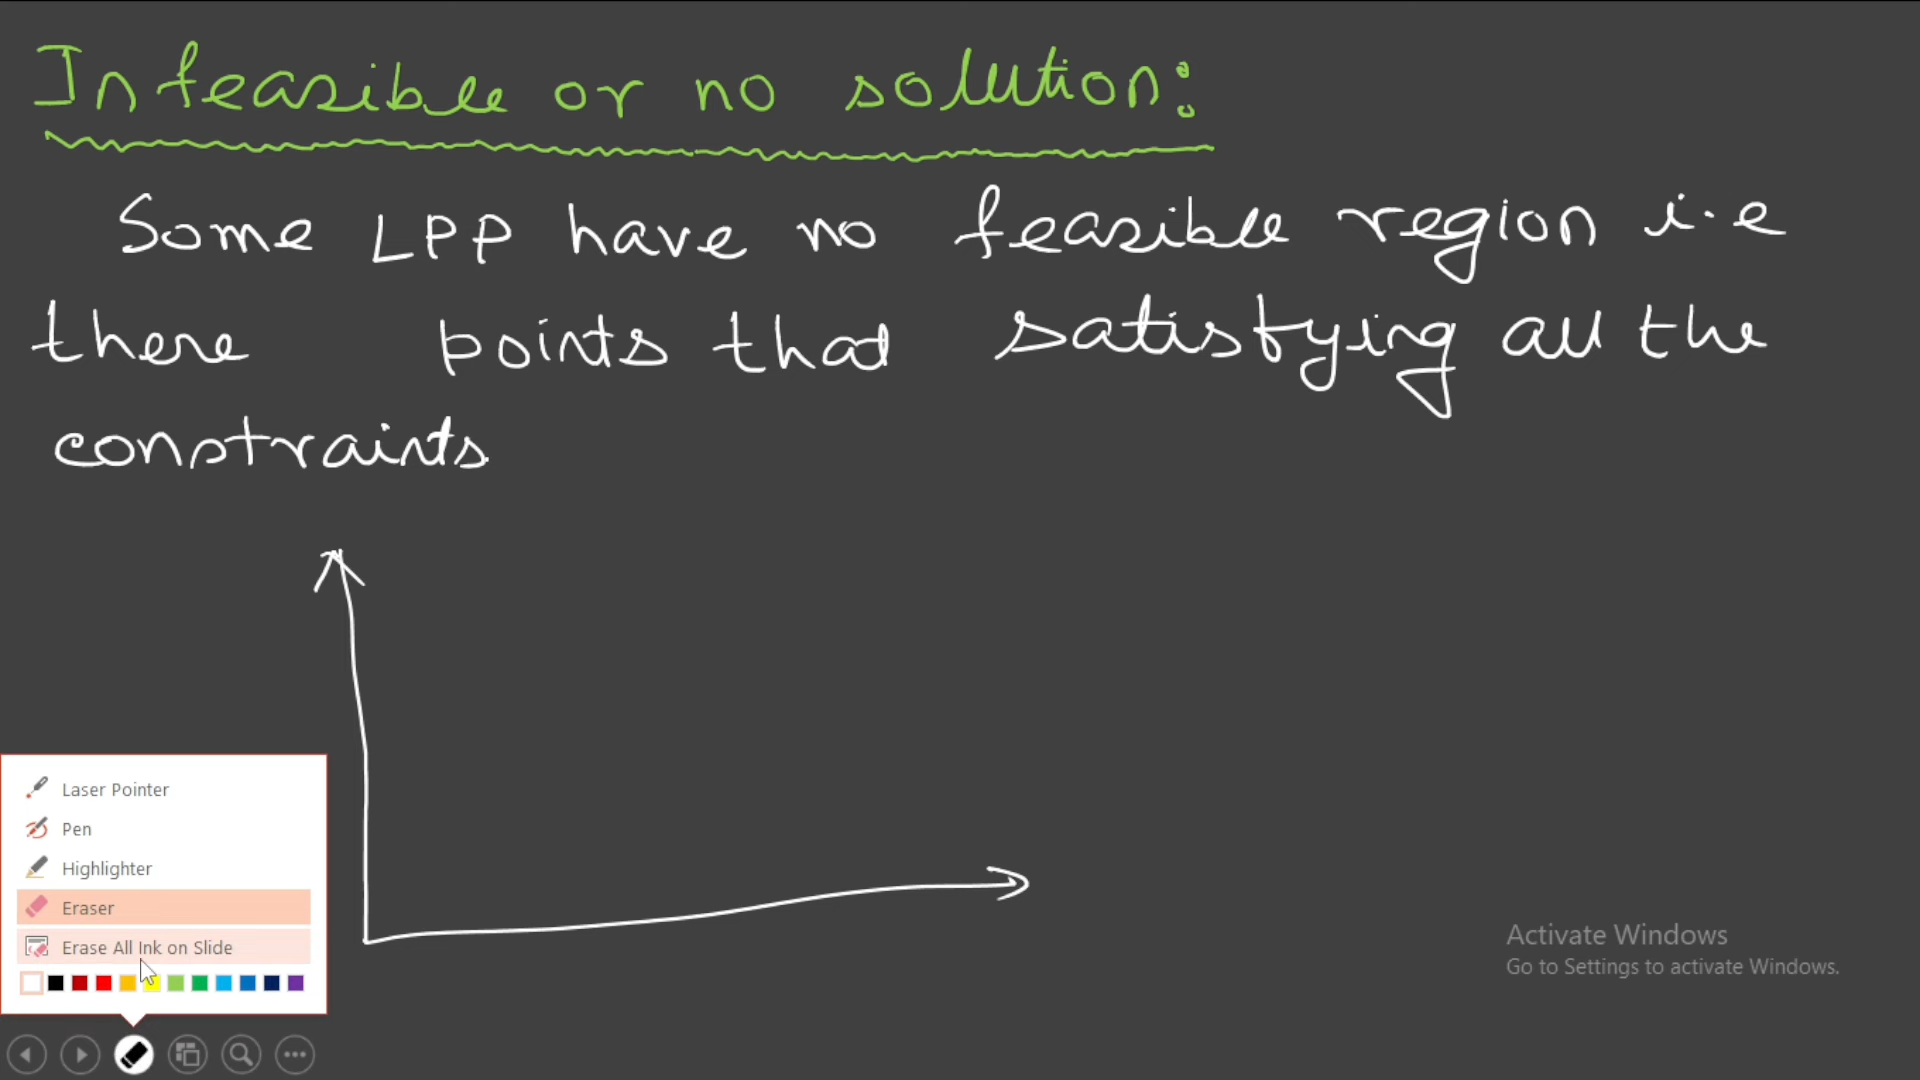 Infeasible or no solution:
Some LPP have no feasible region i.e
there points that satisfying all the
constraints
Laser Pointer
Pen
Highlighter
Eraser
Erase All Ink on Slide
Activate Windows
Go to Settings to activate Windows.